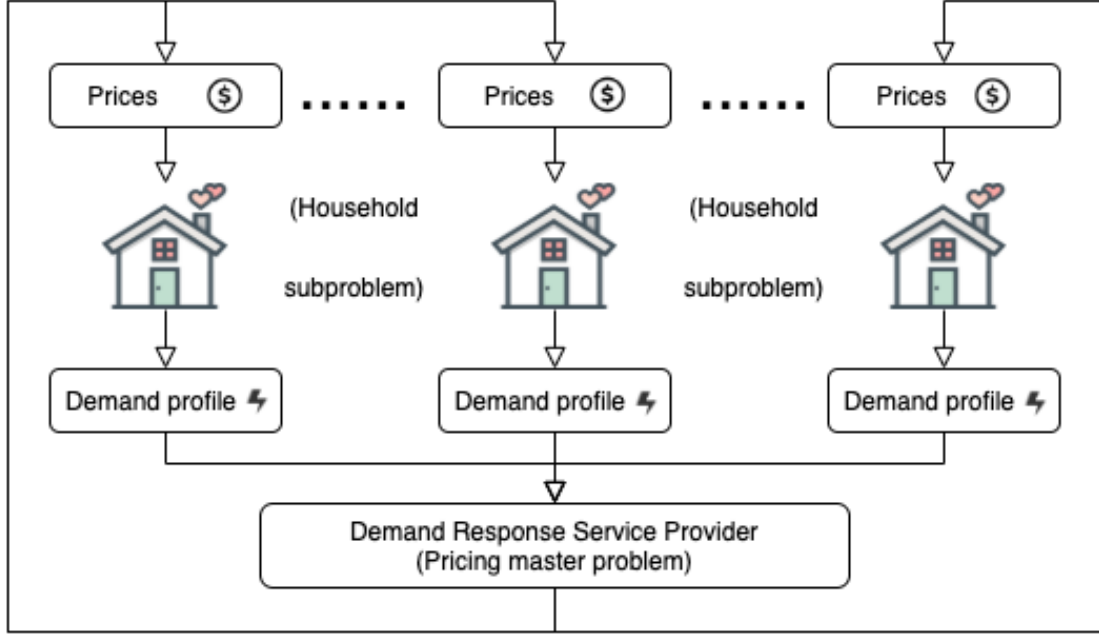 Prices $ ...... Prices $ ...... Prices $
(Household (Household
subproblem) subproblem)
Demand profile Demand profile Demand profile
Demand Response Service Provider
(Pricing master problem)